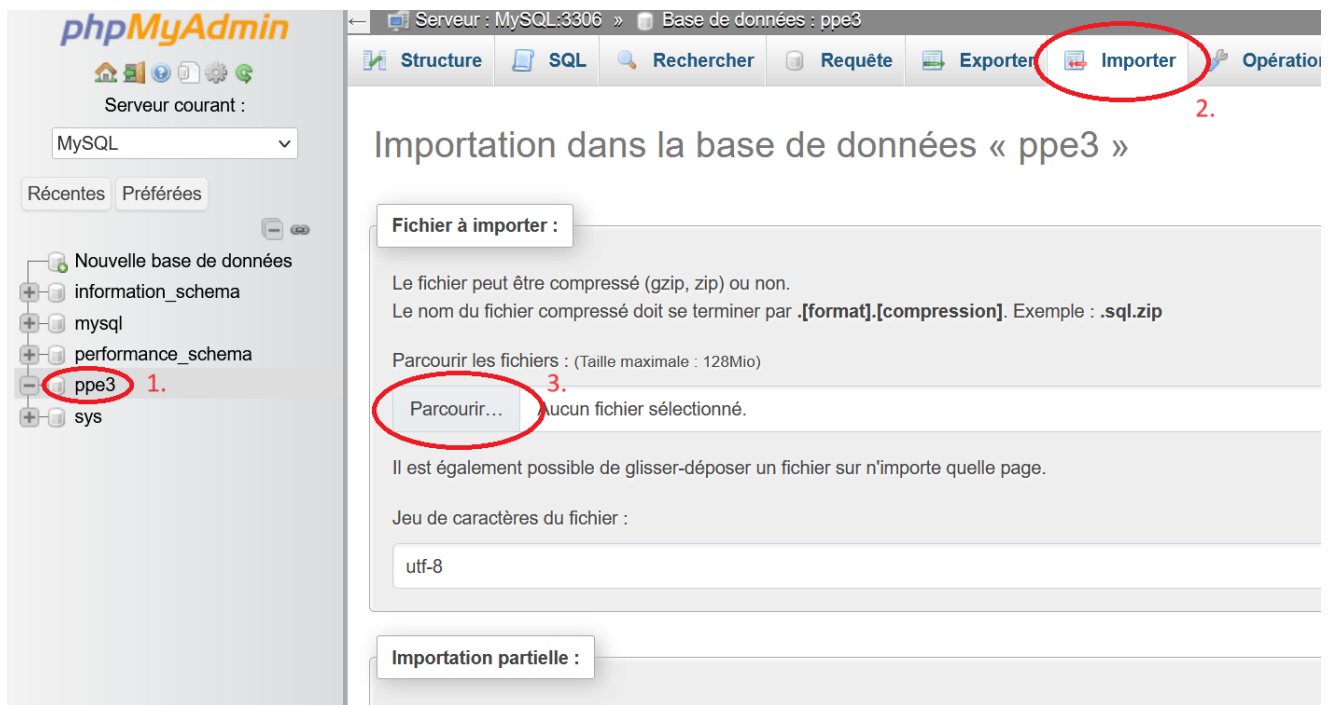 phpMyAdmin
Serveur courant :
MySQL
Récentes Préférées
Nouvelle base de données
information_schema
mysql
performance_schema
ppe3 1.
sys
Serveur : MySQL:3306 » Base de données : ppe3
Structure SQL Rechercher Requête Exporter Importer Opération
2.
Importation dans la base de données « ppe3 »
Fichier à importer :
Le fichier peut être compressé (gzip, zip) ou non.
Le nom du fichier compressé doit se terminer par .[format].[compression]. Exemple : .sql.zip
Parcourir les fichiers : (Taille maximale : 128Mio)
3.
Parcourir... Aucun fichier sélectionné.
Il est également possible de glisser-déposer un fichier sur n'importe quelle page.
Jeu de caractères du fichier :
utf-8
Importation partielle :